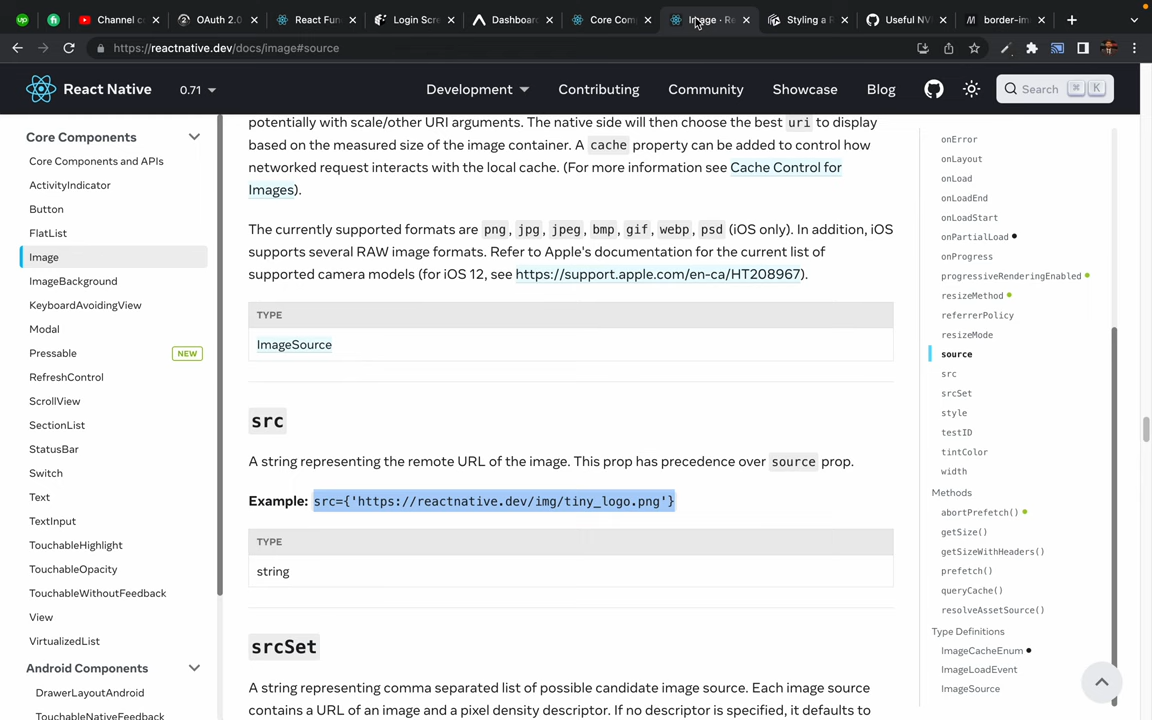 Channel c
OAuth 2.0
React Fun
Login Scre
Dashboar
Core Com
Image · Re
Styling a R
Useful NV
border-im
https://reactnative.dev/docs/image#source
React Native
0.71
Development
Contributing
Community
Showcase
Blog
Search ⌘ K
Core Components
Core Components and APIs
ActivityIndicator
Button
FlatList
Image
ImageBackground
KeyboardAvoidingView
Modal
Pressable NEW
RefreshControl
ScrollView
SectionList
StatusBar
Switch
Text
TextInput
TouchableHighlight
TouchableOpacity
TouchableWithoutFeedback
View
VirtualizedList
Android Components
DrawerLayoutAndroid
TouchableNativeFeedback
potentially with scale/other URI arguments. The native side will then choose the best uri to display
based on the measured size of the image container. A cache property can be added to control how
networked request interacts with the local cache. (For more information see Cache Control for
Images).
The currently supported formats are png, jpg, jpeg, bmp, gif, webp, psd (iOS only). In addition, iOS
supports several RAW image formats. Refer to Apple's documentation for the current list of
supported camera models (for iOS 12, see https://support.apple.com/en-ca/HT208967).
TYPE
ImageSource
src
A string representing the remote URL of the image. This prop has precedence over source prop.
Example: src={'https://reactnative.dev/img/tiny_logo.png'}
TYPE
string
srcSet
A string representing comma separated list of possible candidate image source. Each image source
contains a URL of an image and a pixel density descriptor. If no descriptor is specified, it defaults to
onError
onLayout
onLoad
onLoadEnd
onLoadStart
onPartialLoad
onProgress
progressiveRenderingEnabled
resizeMethod
referrerPolicy
resizeMode
source
src
srcSet
style
testID
tintColor
width
Methods
abortPrefetch()
getSize()
getSizeWithHeaders()
prefetch()
queryCache()
resolveAssetSource()
Type Definitions
ImageCacheEnum
ImageLoadEvent
ImageSource